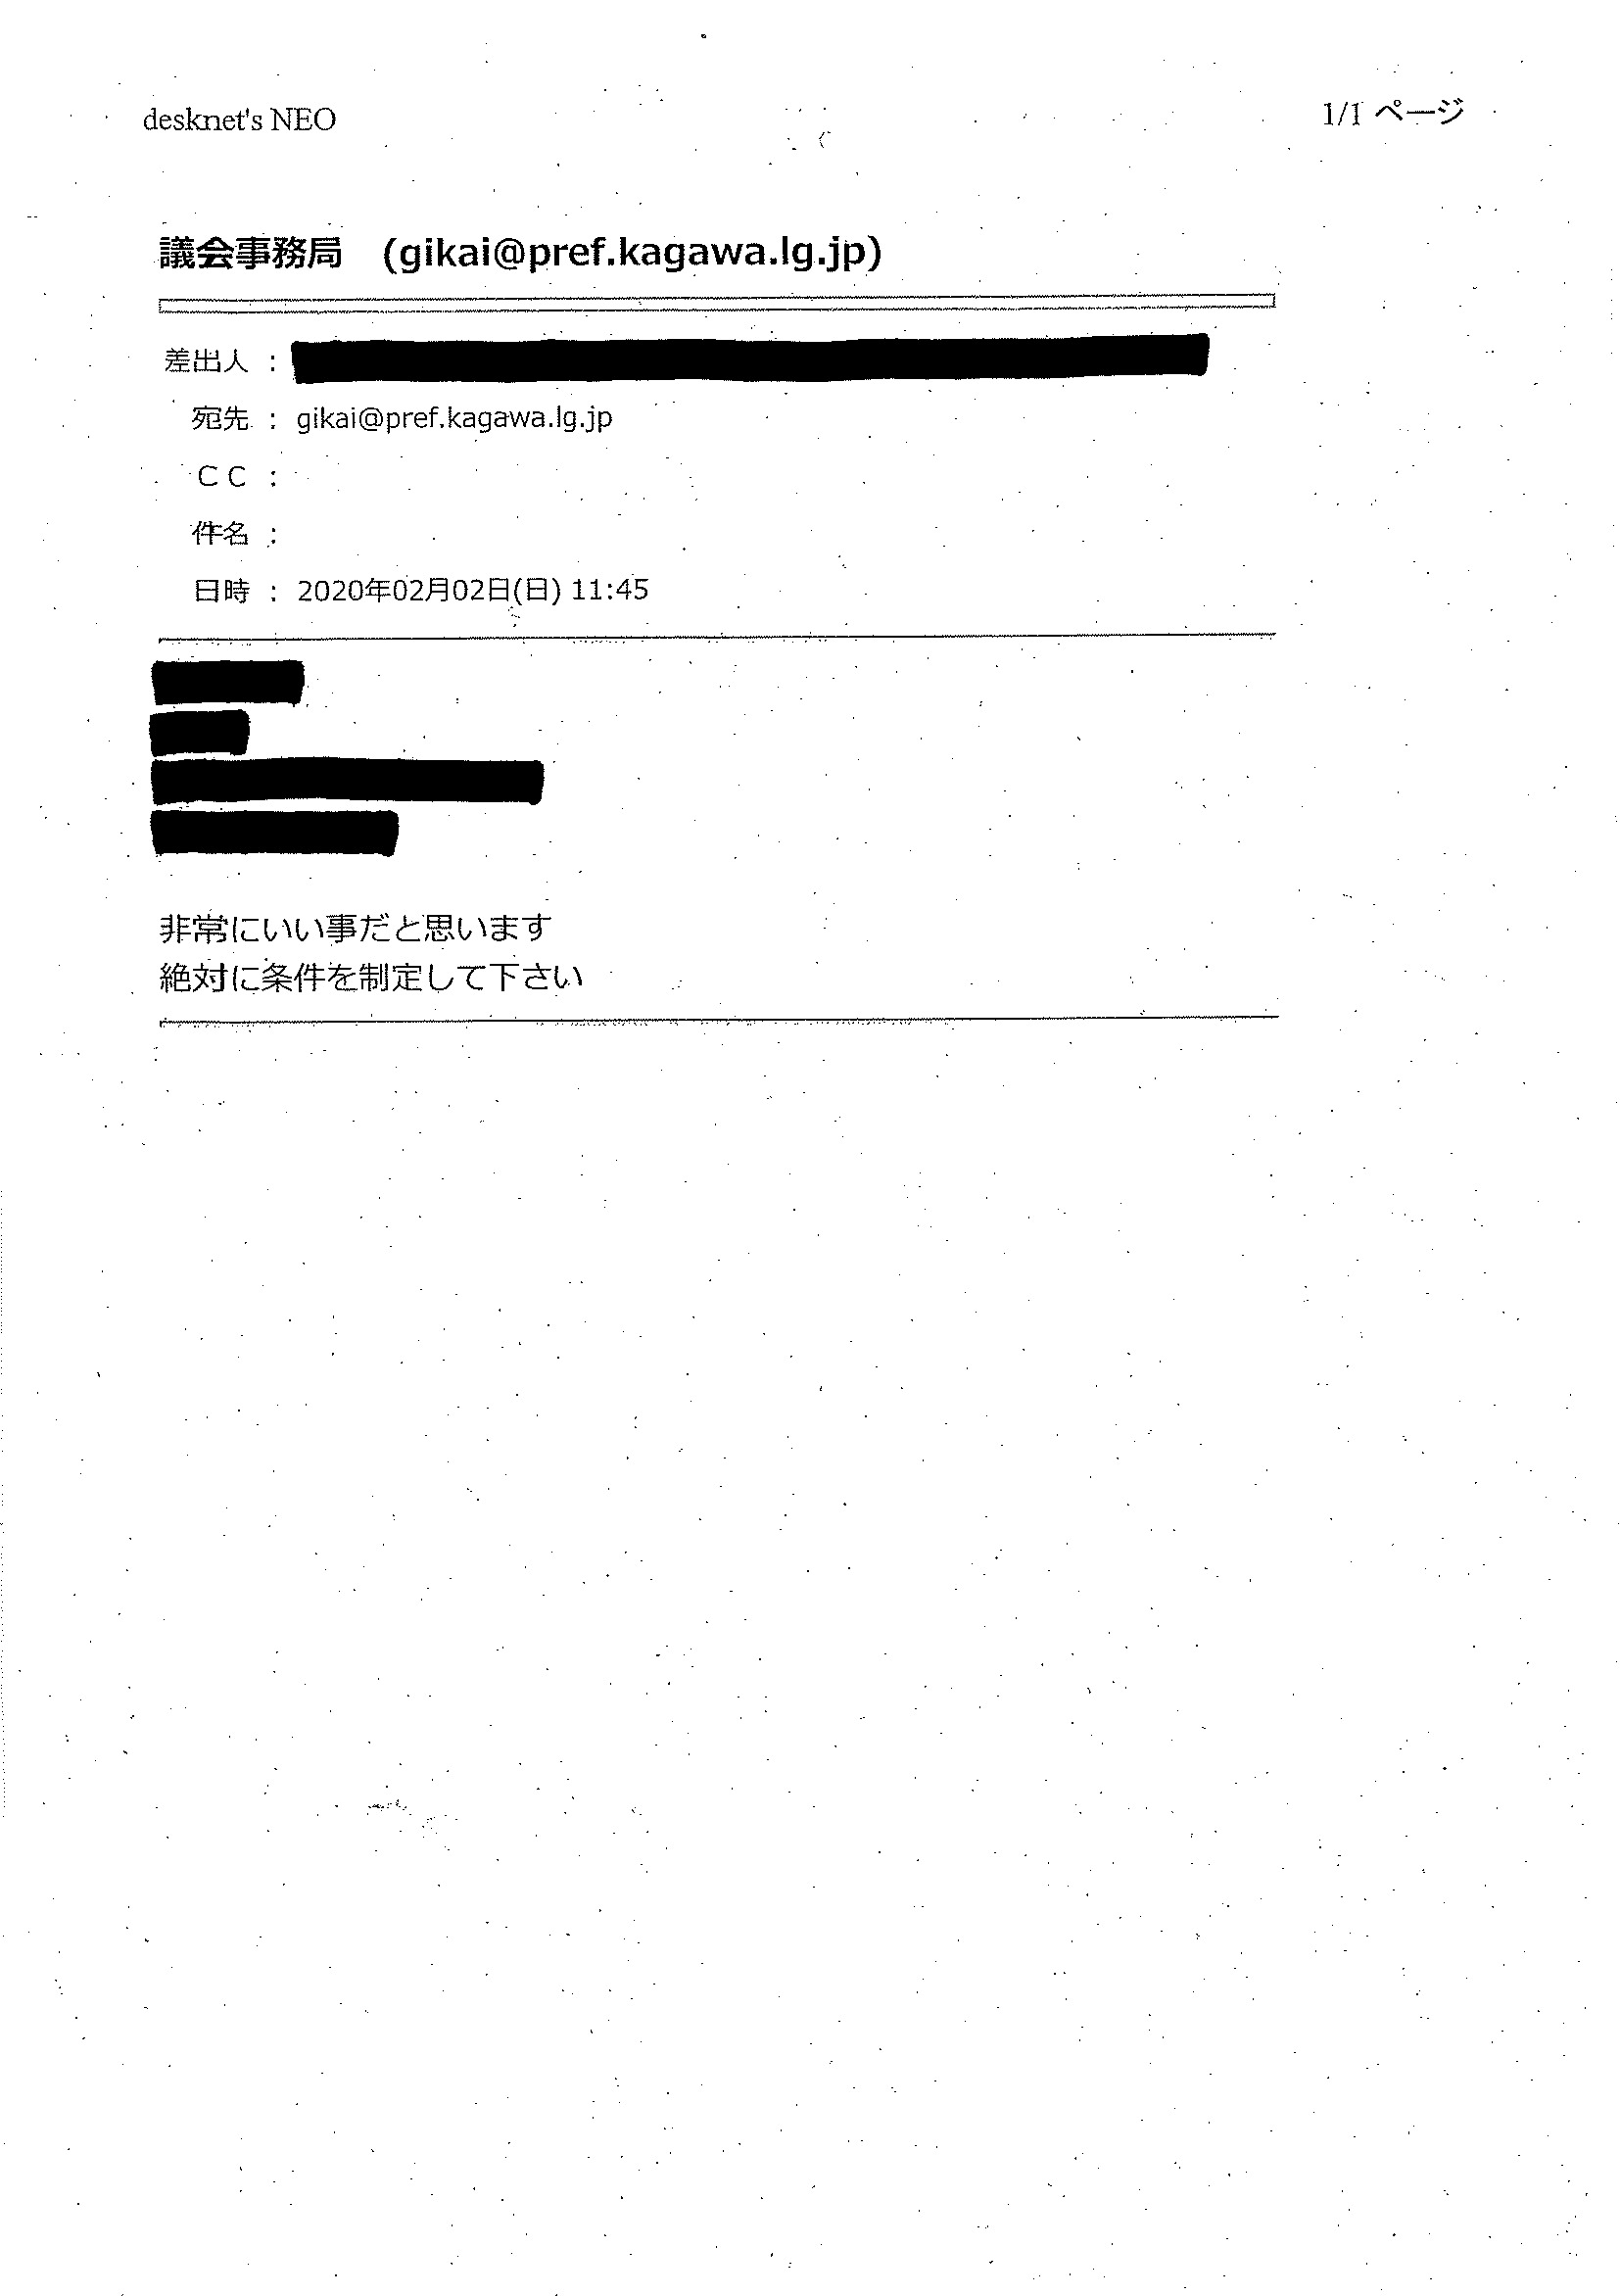 desknet's NEO
1/1 ページ
議会事務局 (gikai@pref.kagawa.lg.jp)
差出人 :
宛先 : gikai@pref.kagawa.lg.jp
ＣＣ :
件名 :
日時 : 2020年02月02日(日) 11:45
非常にいい事だと思います
絶対に条件を制定して下さい